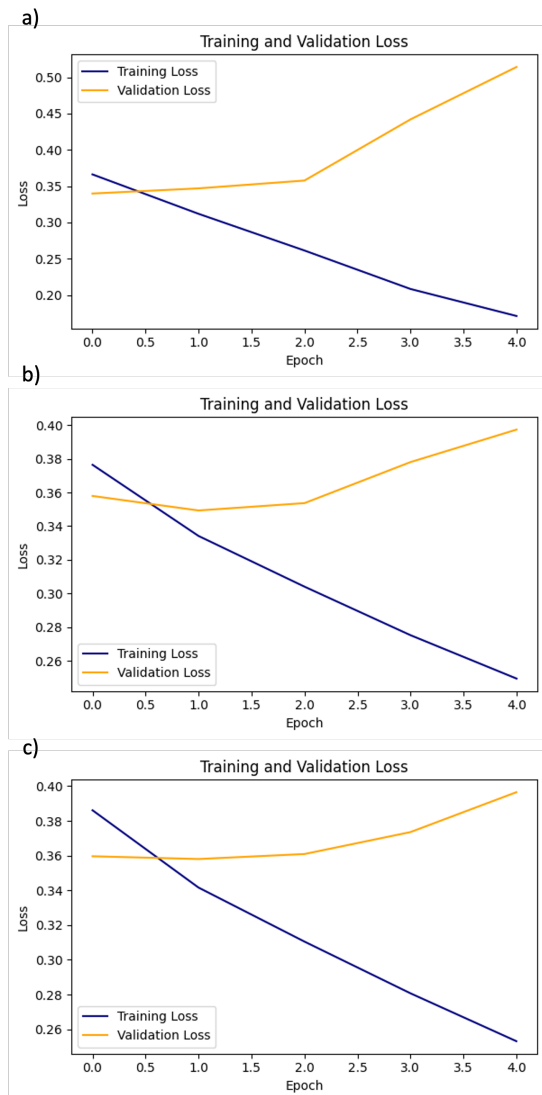 a)
Training and Validation Loss
Training Loss
Validation Loss
0.50
0.45
0.40
0.35
0.30
0.25
0.20
Loss
0.0 0.5 1.0 1.5 2.0 2.5 3.0 3.5 4.0
Epoch
b)
Training and Validation Loss
0.40
0.38
0.36
0.34
0.32
0.30
0.28
0.26
Loss
Training Loss
Validation Loss
0.0 0.5 1.0 1.5 2.0 2.5 3.0 3.5 4.0
Epoch
c)
Training and Validation Loss
0.40
0.38
0.36
0.34
0.32
0.30
0.28
0.26
Loss
Training Loss
Validation Loss
0.0 0.5 1.0 1.5 2.0 2.5 3.0 3.5 4.0
Epoch